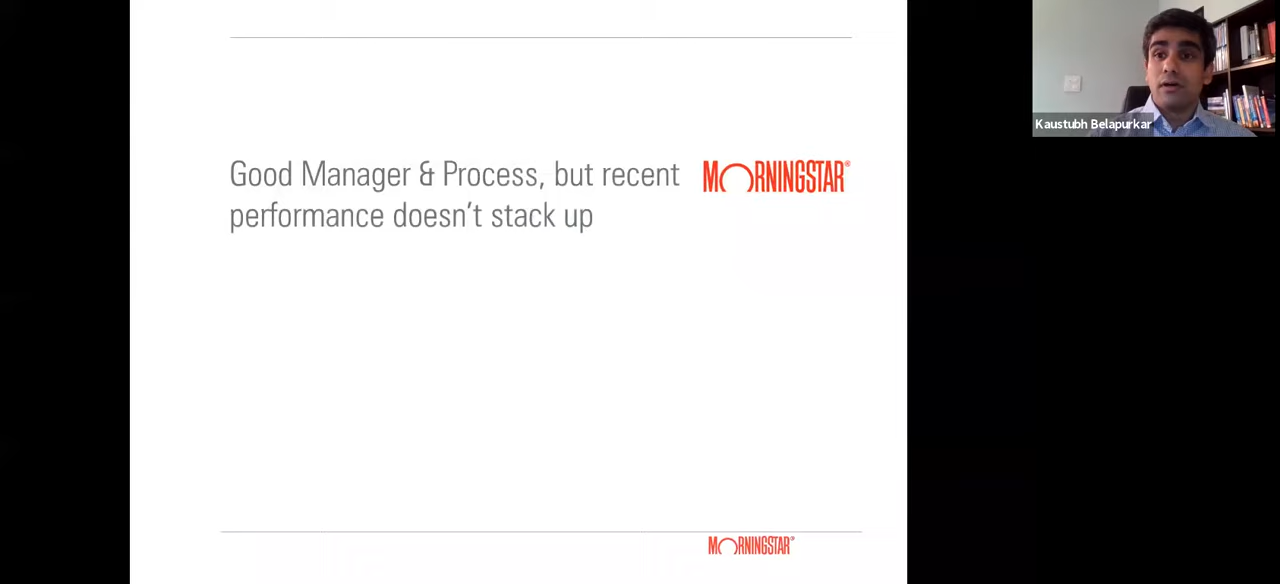 Good Manager & Process, but recent
performance doesn't stack up
MORNINGSTAR®
Kaustubh Belapurkar
MORNINGSTAR®